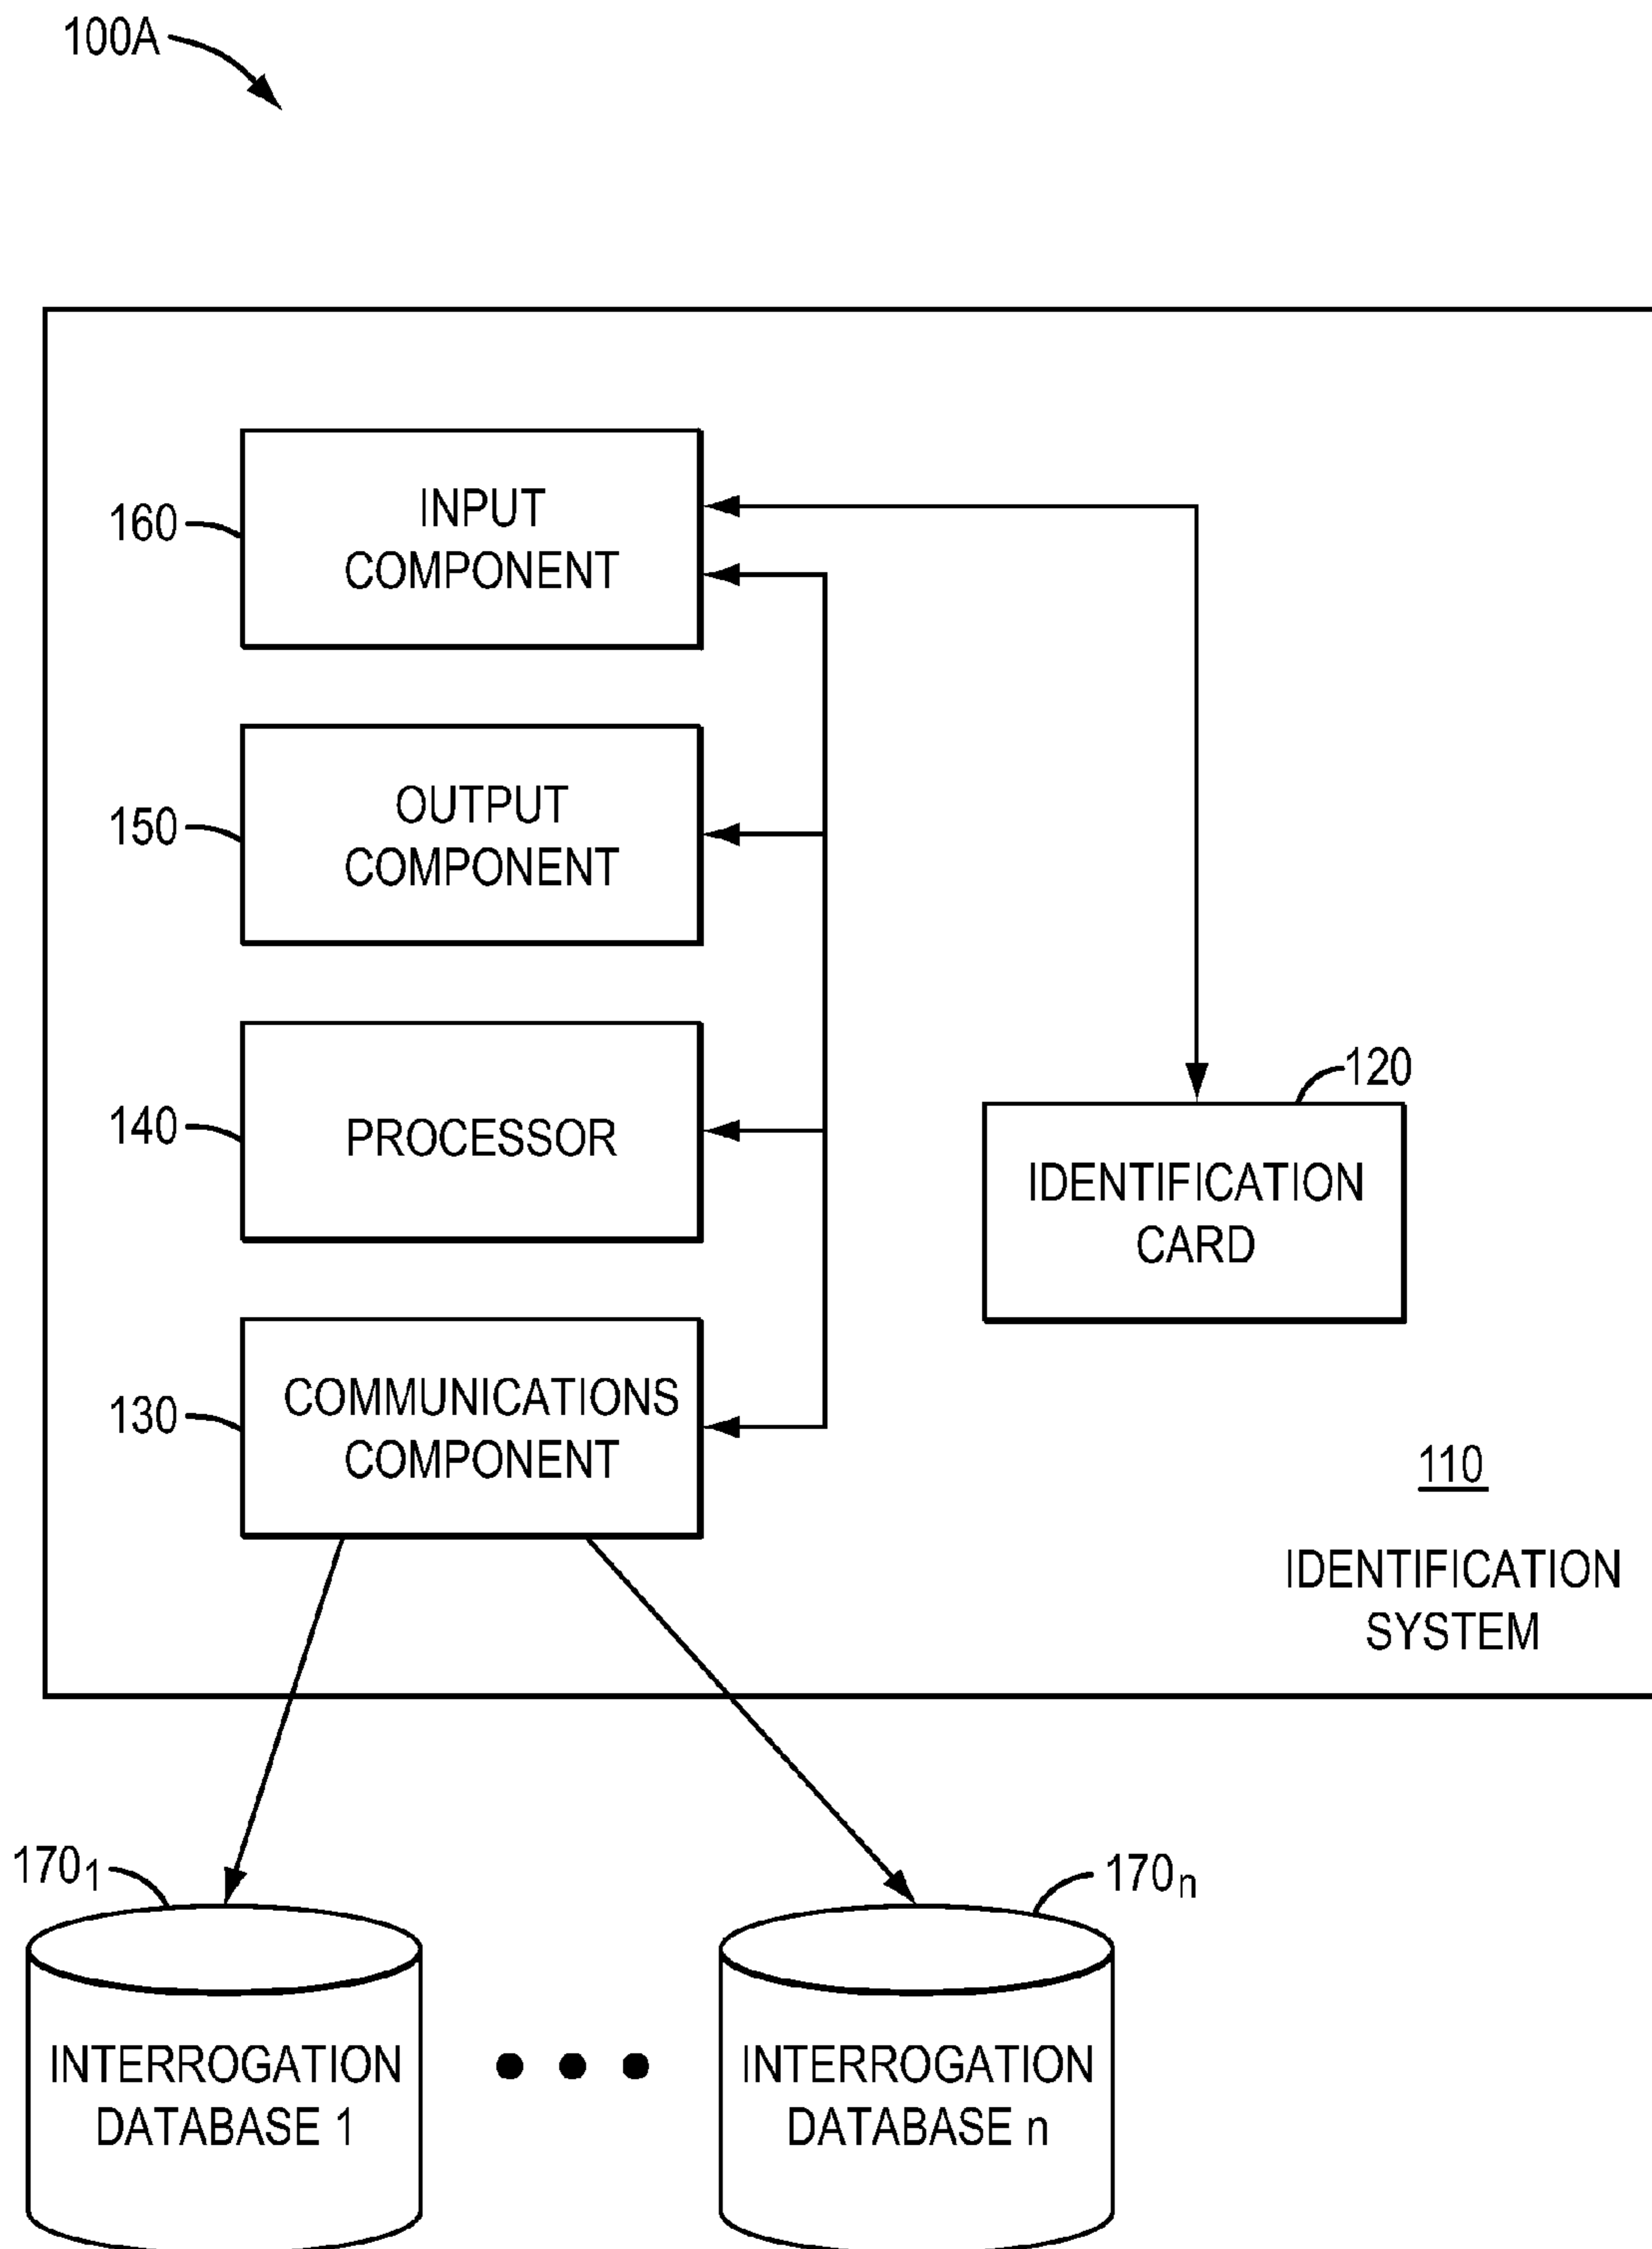 100A
160
INPUT
COMPONENT
150
OUTPUT
COMPONENT
140
PROCESSOR
120
IDENTIFICATION
CARD
130
COMMUNICATIONS
COMPONENT
110
IDENTIFICATION
SYSTEM
170₁
170ₙ
INTERROGATION
DATABASE 1
INTERROGATION
DATABASE n